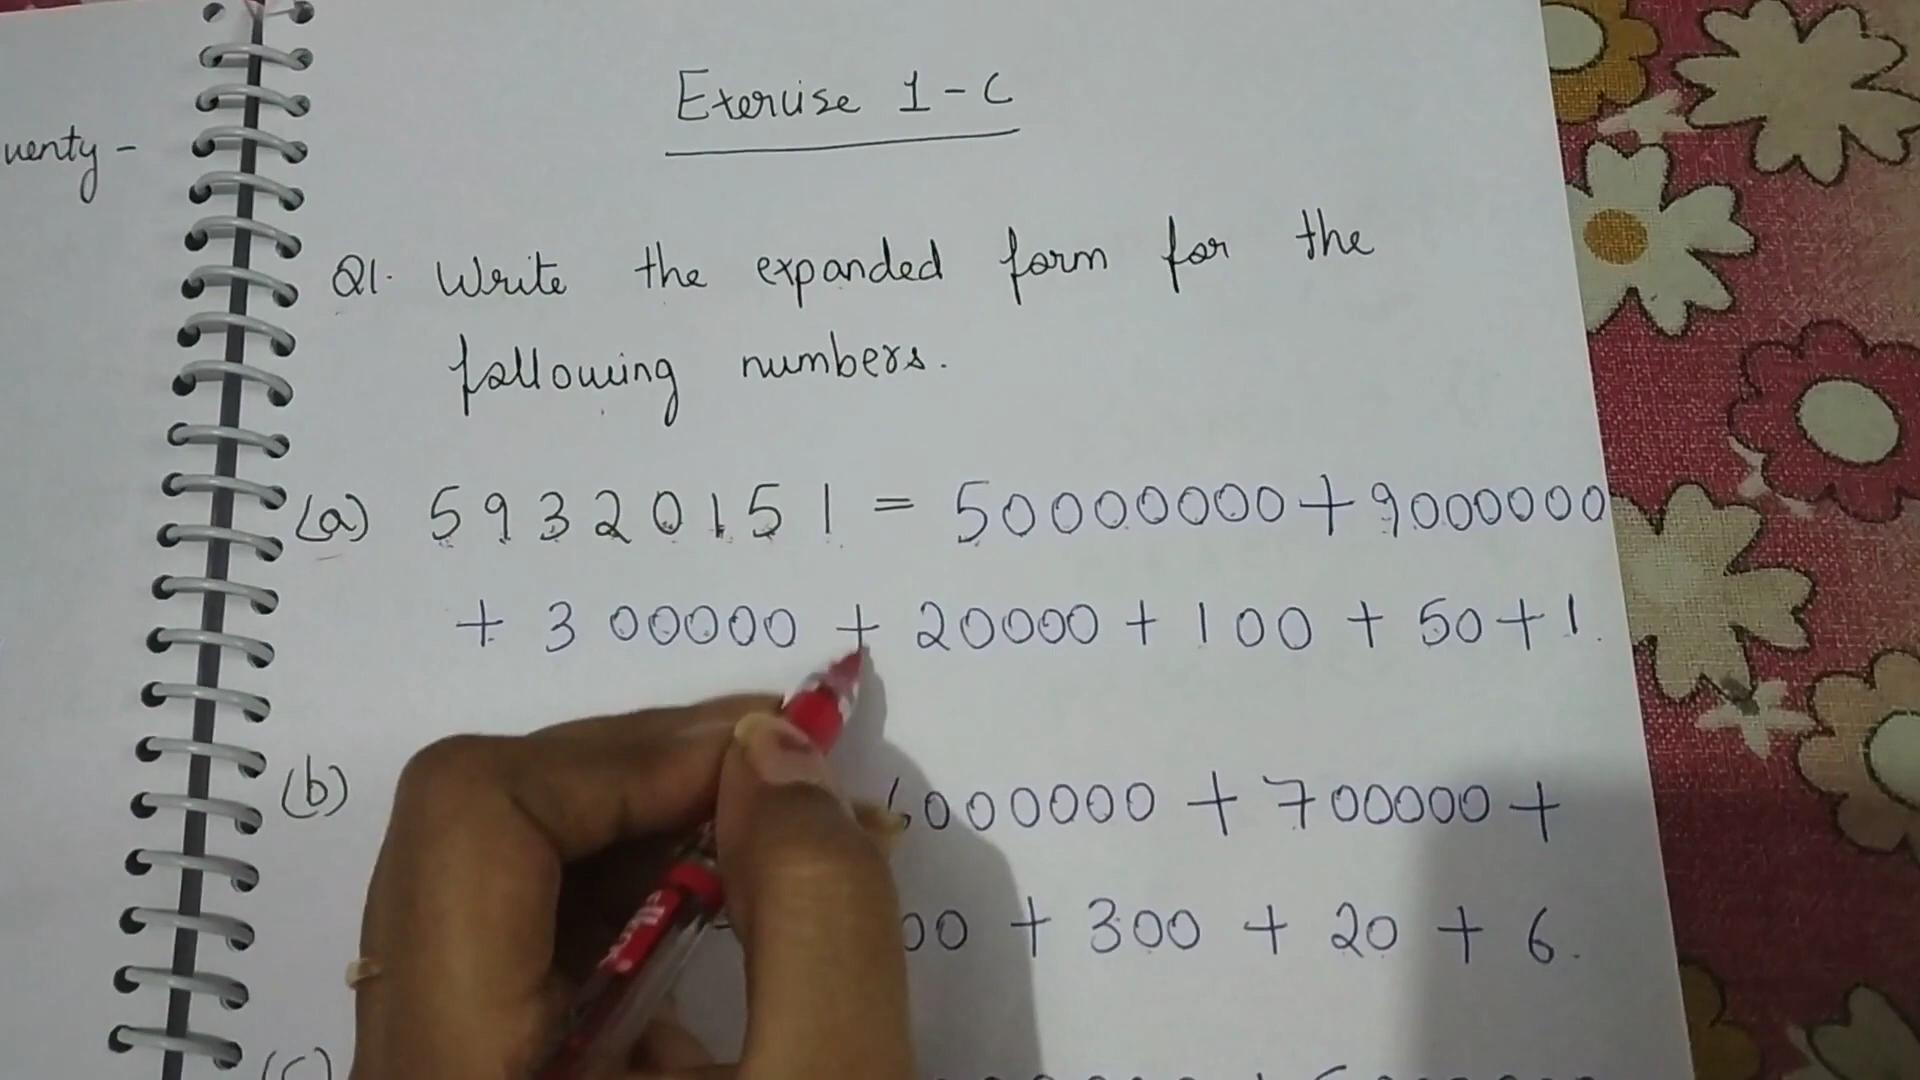 uenty -
Exercise 1-C
Q1. Write the expanded form for the
following numbers.
(a) 59320151 = 50000000+9000000
+ 300000 + 20000 + 100 + 50+1.
(b) 6000000 + 700000 +
00 + 300 + 20 + 6.
(c)